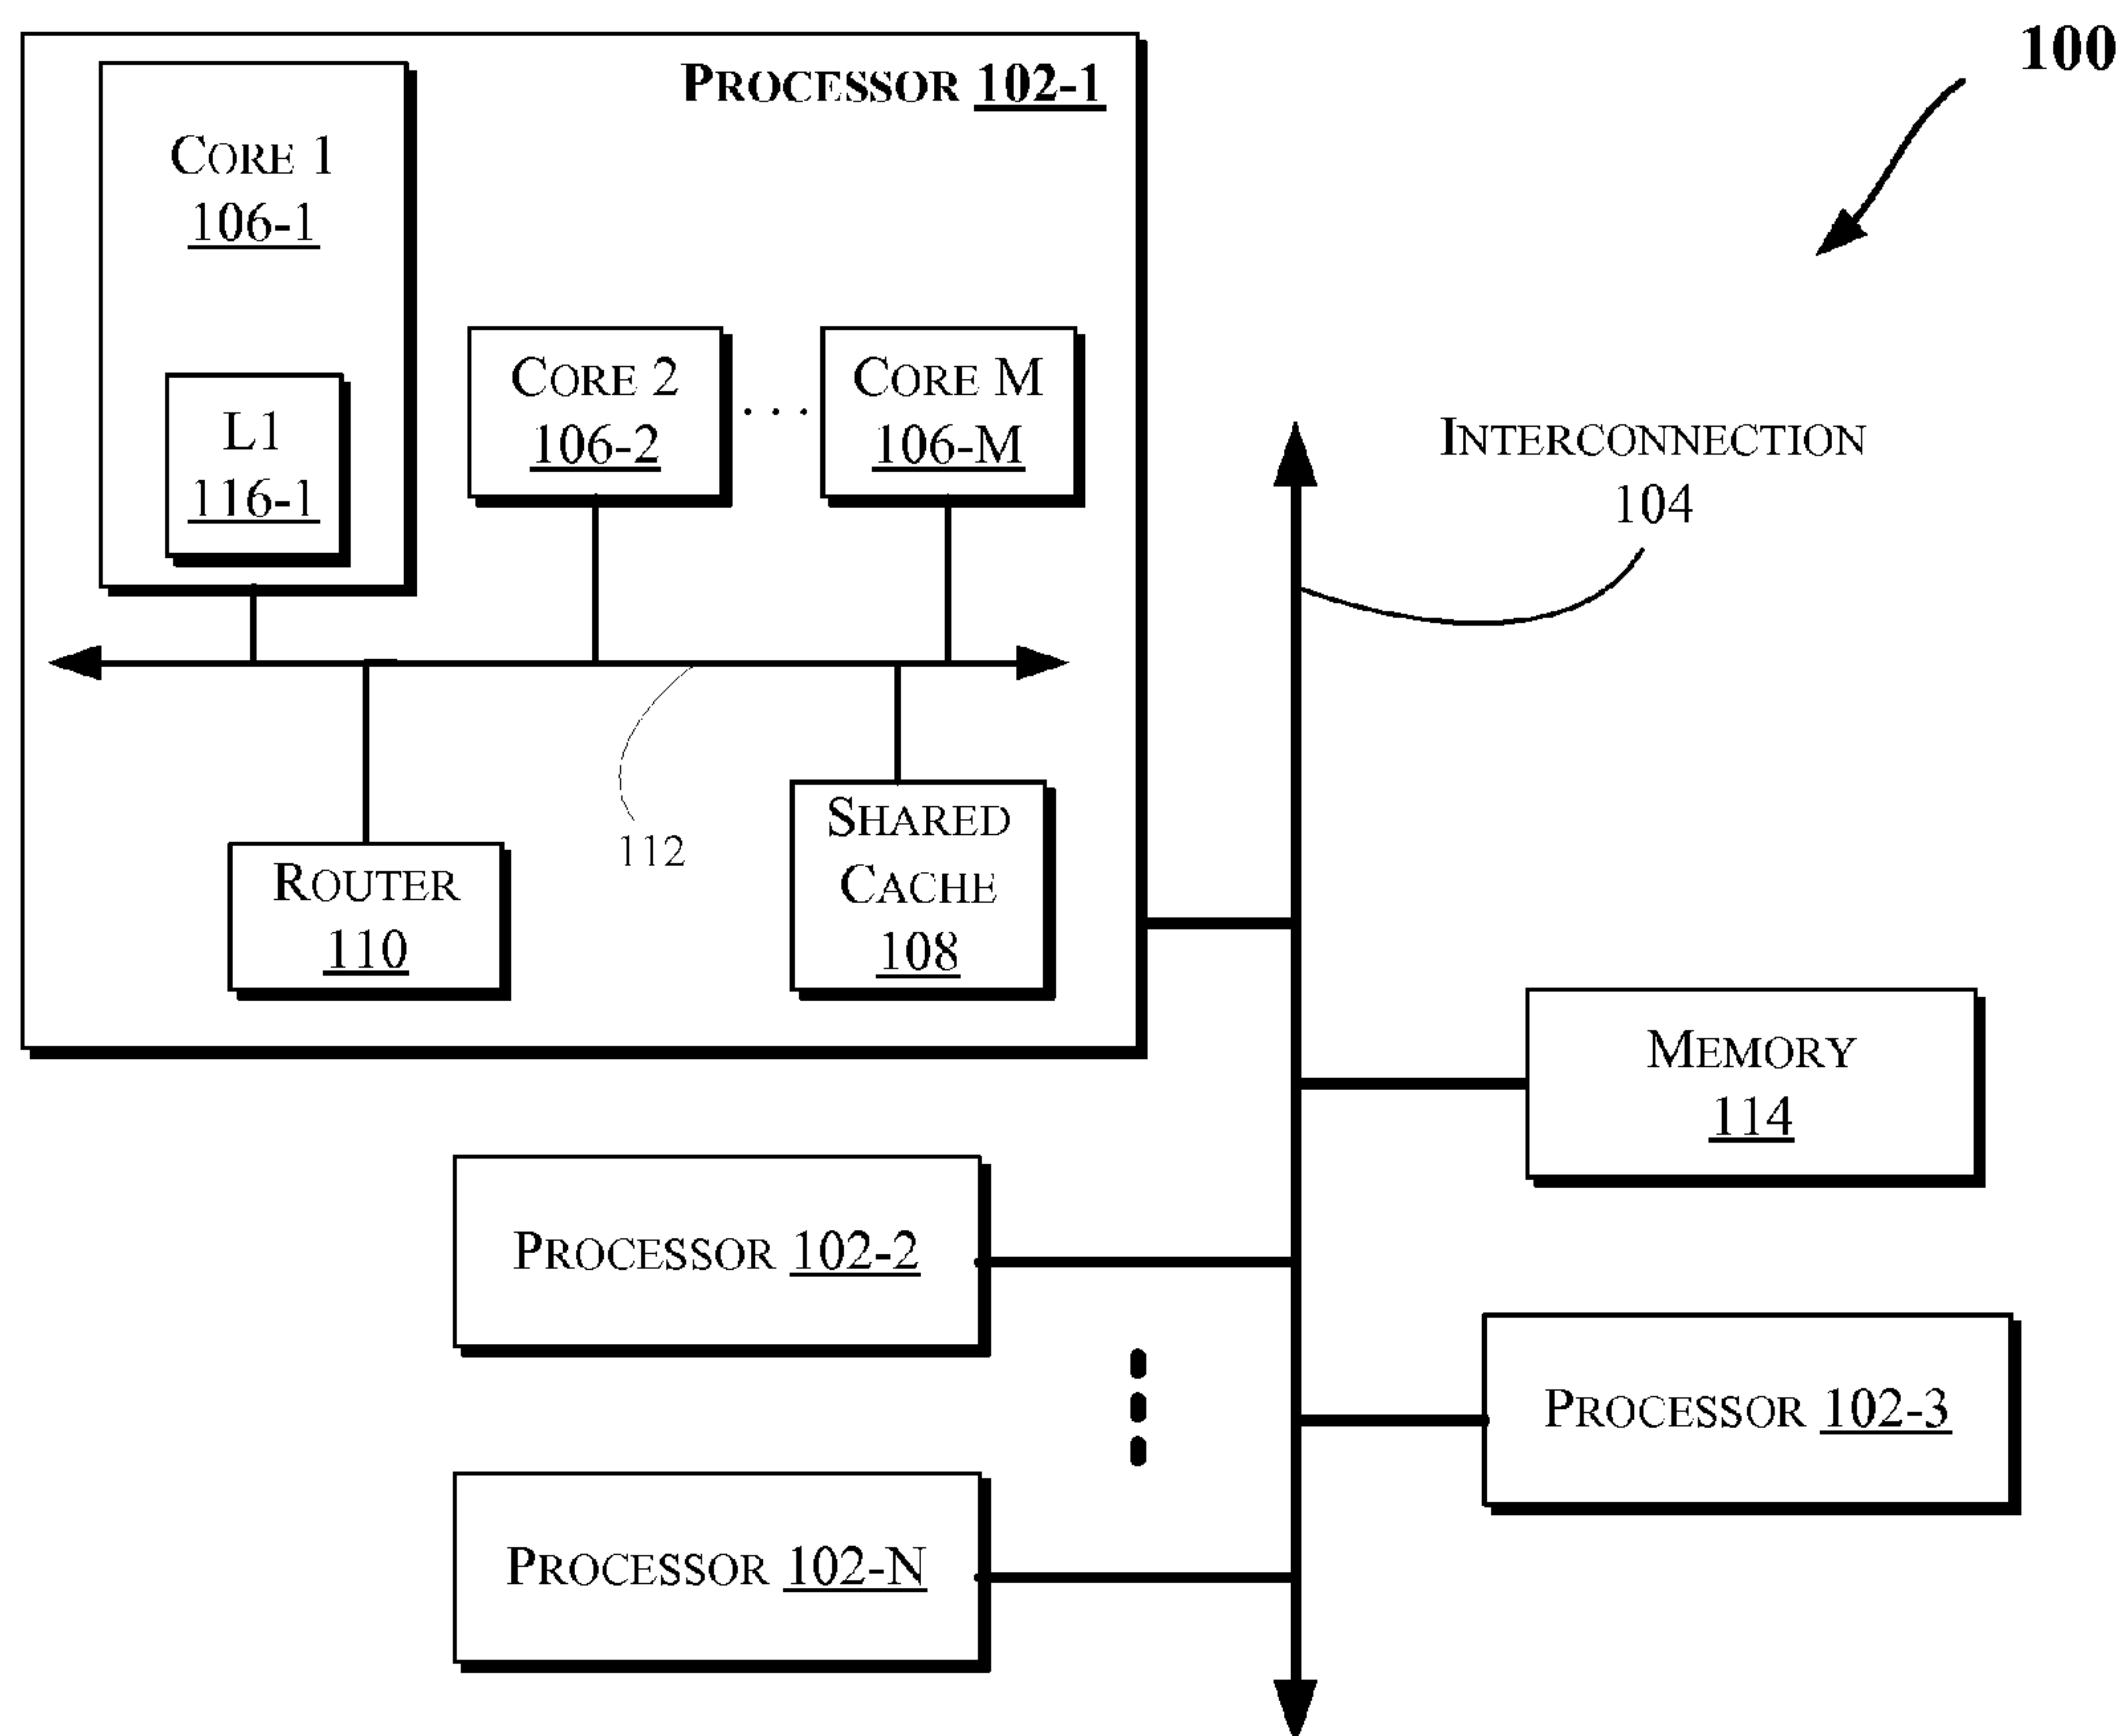 100
PROCESSOR 102-1
CORE 1
106-1
L1
116-1
CORE 2
106-2
. . .
CORE M
106-M
112
ROUTER
110
SHARED
CACHE
108
INTERCONNECTION
104
MEMORY
114
PROCESSOR 102-2
PROCESSOR 102-3
PROCESSOR 102-N